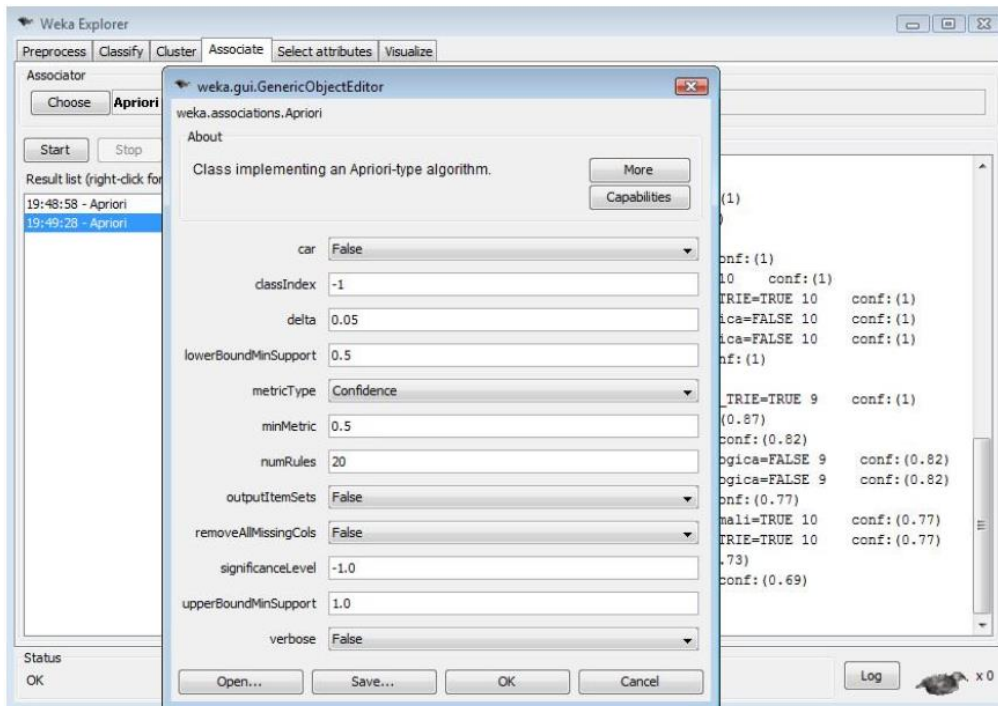 Weka Explorer
Preprocess Classify Cluster Associate Select attributes Visualize
Associator
Choose Apriori
Start Stop
Result list (right-click for
19:48:58 - Apriori
19:49:28 - Apriori
weka.gui.GenericObjectEditor
weka.associations.Apriori
About
Class implementing an Apriori-type algorithm.
More
Capabilities
car False
classIndex -1
delta 0.05
lowerBoundMinSupport 0.5
metricType Confidence
minMetric 0.5
numRules 20
outputItemSets False
removeAllMissingCols False
significanceLevel -1.0
upperBoundMinSupport 1.0
verbose False
Open... Save... OK Cancel
(1)
)
onf:(1)
10 conf:(1)
TRIE=TRUE 10 conf:(1)
ica=FALSE 10 conf:(1)
ica=FALSE 10 conf:(1)
nf:(1)
_TRIE=TRUE 9 conf:(1)
(0.87)
conf:(0.82)
ogica=FALSE 9 conf:(0.82)
ogica=FALSE 9 conf:(0.82)
onf:(0.77)
mali=TRUE 10 conf:(0.77)
TRIE=TRUE 10 conf:(0.77)
.73)
conf:(0.69)
Status
OK
Log x 0